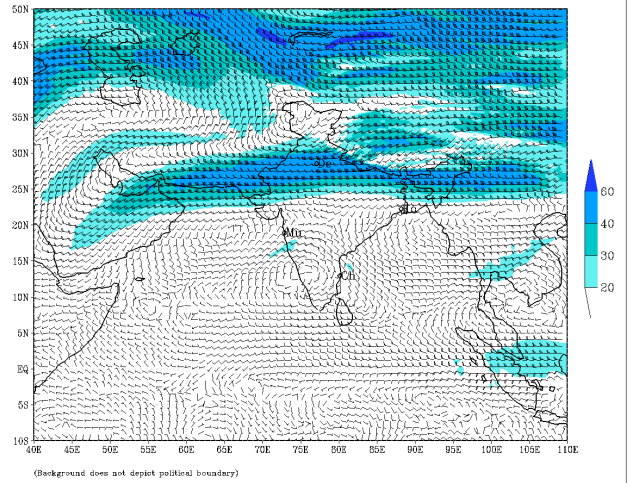 50N
45N
40N
35N
30N
25N
20N
15N
10N
5N
EQ
5S
10S
Mu
Ch
60
40
30
20
40E 45E 50E 55E 60E 65E 70E 75E 80E 85E 90E 95E 100E 105E 110E
(Background does not depict political boundary)